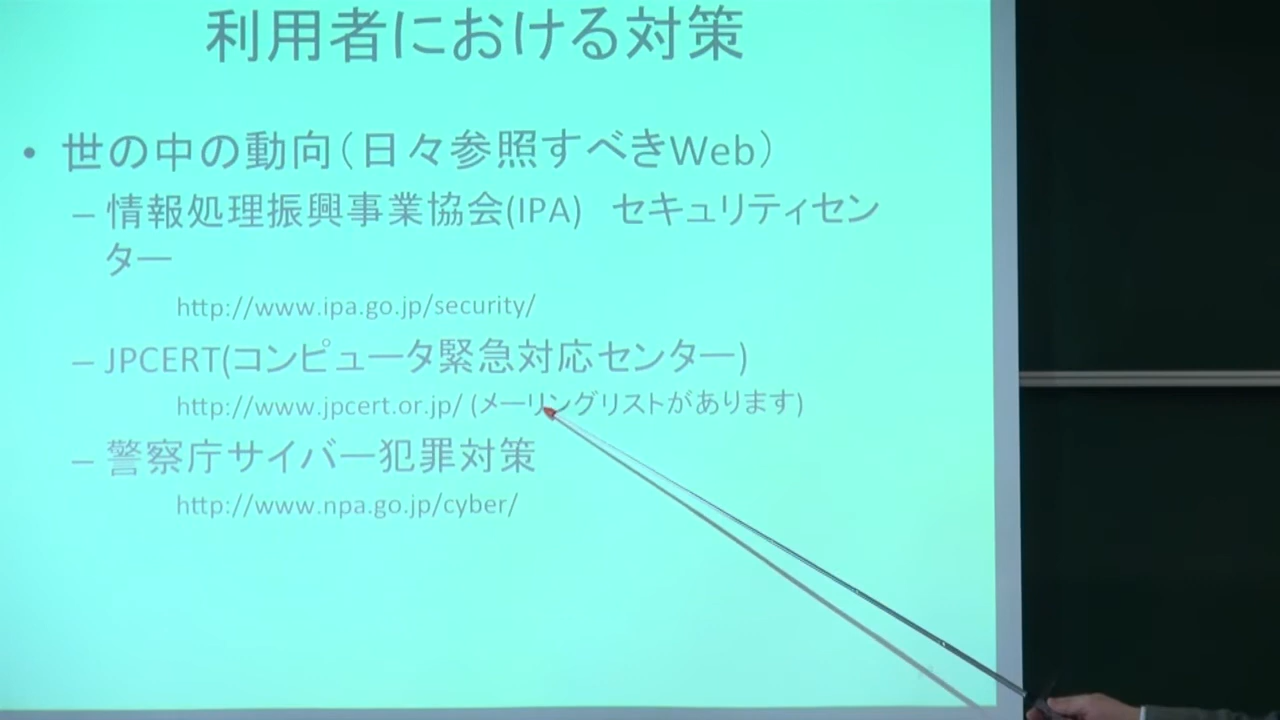 利用者における対策
• 世の中の動向（日々参照すべきWeb）
– 情報処理振興事業協会(IPA)　セキュリティセン
ター
http://www.ipa.go.jp/security/
– JPCERT(コンピュータ緊急対応センター)
http://www.jpcert.or.jp/ (メーリングリストがあります)
– 警察庁サイバー犯罪対策
http://www.npa.go.jp/cyber/